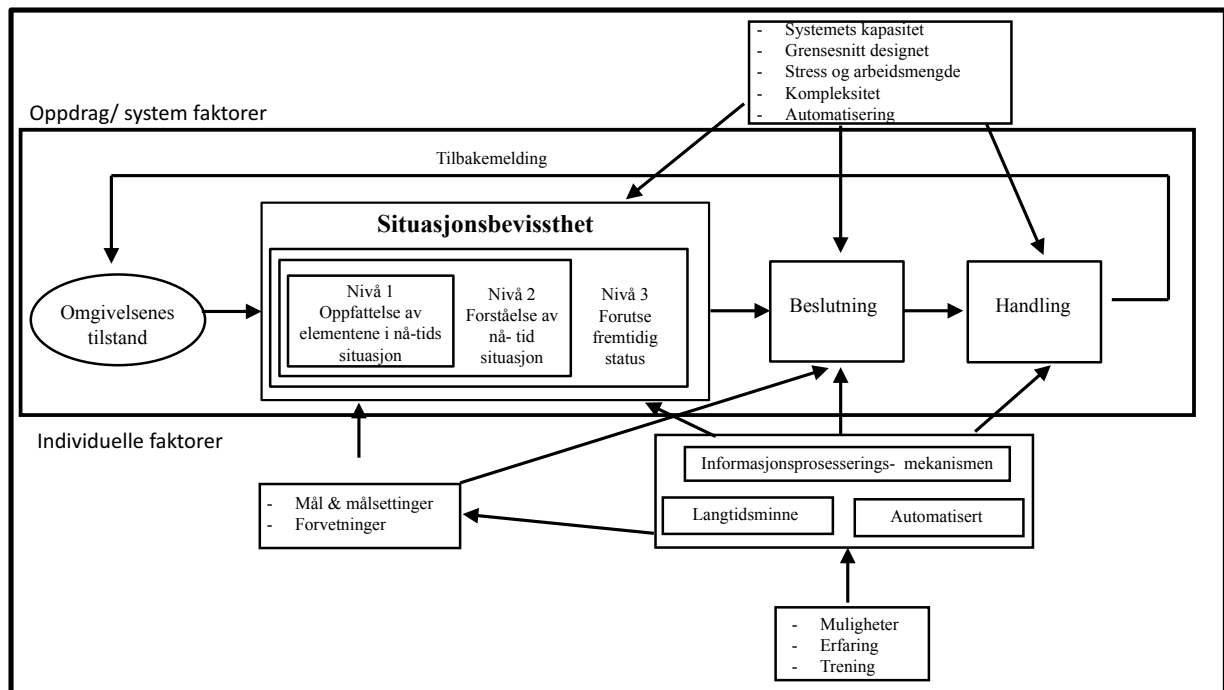 - Systemets kapasitet
- Grensesnitt designet
- Stress og arbeidsmengde
- Kompleksitet
- Automatisering
Oppdrag/ system faktorer
Tilbakemelding
Situasjonsbevissthet
Omgivelsenes
tilstand
Nivå 1
Oppfattelse av
elementene i nå-tids
situasjon
Nivå 2
Forståelse av
nå- tid
situasjon
Nivå 3
Forutse
fremtidig
status
Beslutning
Handling
Individuelle faktorer
- Mål & målsettinger
- Forvetninger
Informasjonsprosesserings- mekanismen
Langtidsminne
Automatisert
- Muligheter
- Erfaring
- Trening